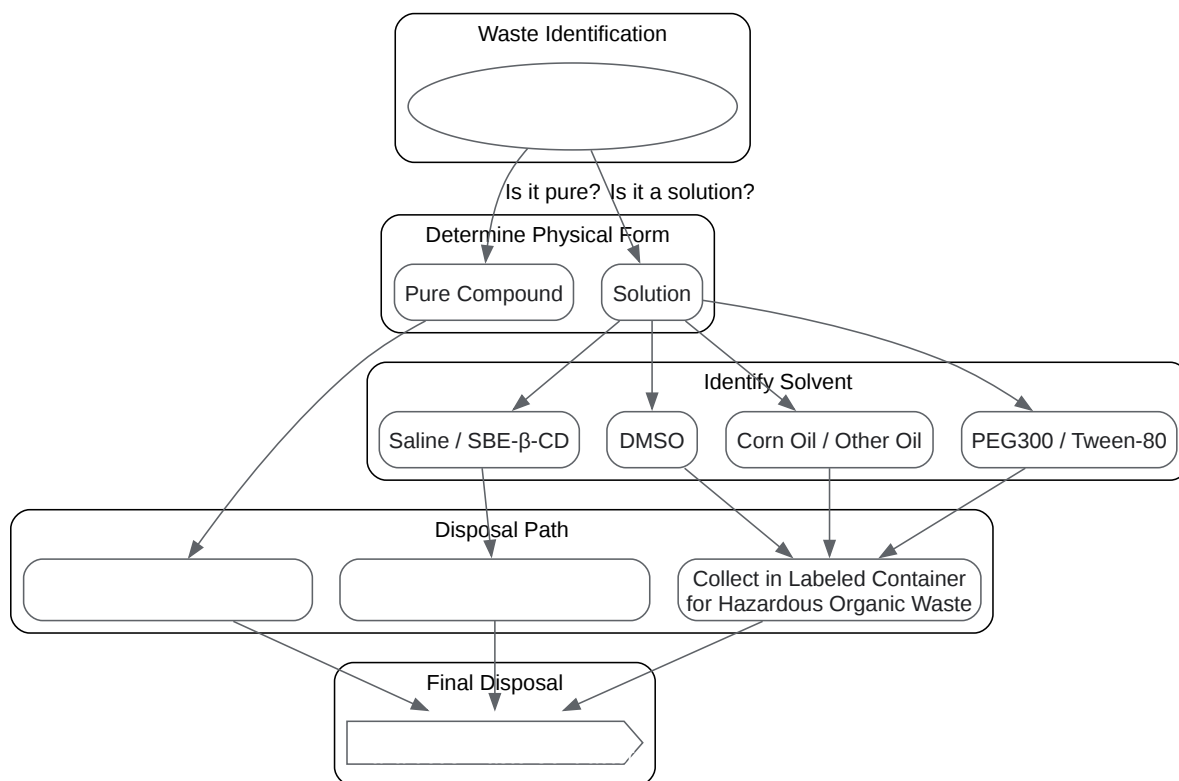 Waste Identification
Is it pure?
Is it a solution?
Determine Physical Form
Pure Compound
Solution
Identify Solvent
Saline / SBE-β-CD
DMSO
Corn Oil / Other Oil
PEG300 / Tween-80
Disposal Path
Collect in Labeled Container
for Hazardous Organic Waste
Final Disposal